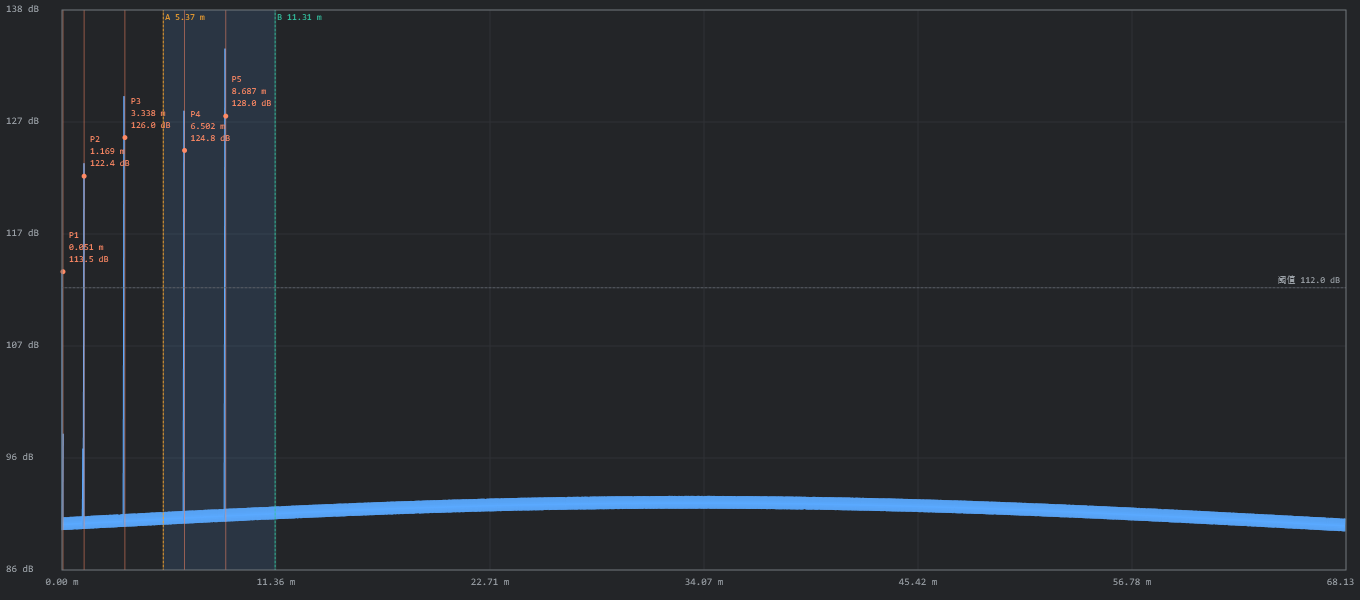 138 dB
A 5.37 m
B 11.31 m
P5
8.687 m
128.0 dB
P3
3.338 m
126.0 dB
P4
6.502 m
124.8 dB
127 dB
P2
1.169 m
122.4 dB
117 dB
P1
0.051 m
113.5 dB
阈值 112.0 dB
107 dB
96 dB
86 dB
0.00 m
11.36 m
22.71 m
34.07 m
45.42 m
56.78 m
68.13